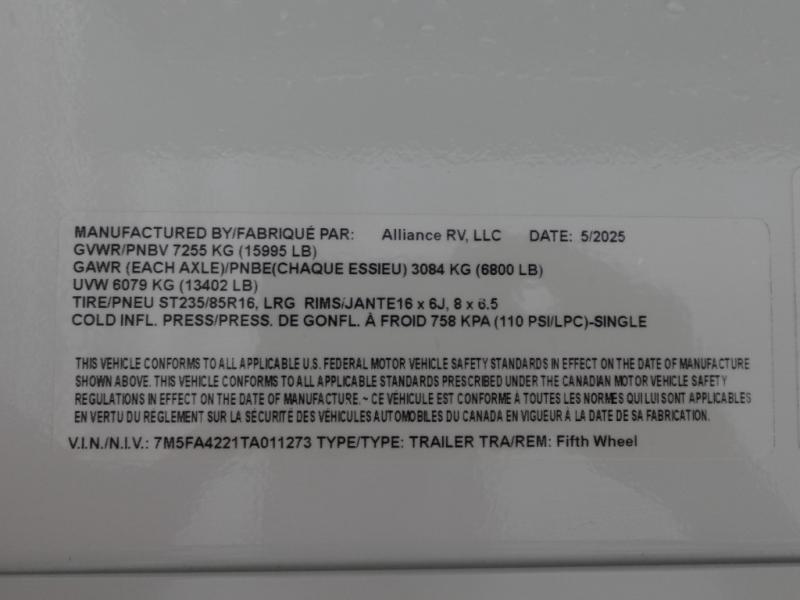 MANUFACTURED BY/FABRIQUÉ PAR: Alliance RV, LLC DATE: 5/2025
GVWR/PNBV 7255 KG (15995 LB)
GAWR (EACH AXLE)/PNBE(CHAQUE ESSIEU) 3084 KG (6800 LB)
UVW 6079 KG (13402 LB)
TIRE/PNEU ST235/85R16, LRG RIMS/JANTE16 x 6J, 8 x 6.5
COLD INFL. PRESS/PRESS. DE GONFL. À FROID 758 KPA (110 PSI/LPC)-SINGLE
THIS VEHICLE CONFORMS TO ALL APPLICABLE U.S. FEDERAL MOTOR VEHICLE SAFETY STANDARDS IN EFFECT ON THE DATE OF MANUFACTURE
SHOWN ABOVE. THIS VEHICLE CONFORMS TO ALL APPLICABLE STANDARDS PRESCRIBED UNDER THE CANADIAN MOTOR VEHICLE SAFETY
REGULATIONS IN EFFECT ON THE DATE OF MANUFACTURE. ~ CE VÉHICULE EST CONFORME À TOUTES LES NORMES QUI LUI SONT APPLICABLES
EN VERTU DU RÈGLEMENT SUR LA SÉCURITÉ DES VÉHICULES AUTOMOBILES DU CANADA EN VIGUEUR À LA DATE DE SA FABRICATION.
V.I.N./N.I.V.: 7M5FA4221TA011273 TYPE/TYPE: TRAILER TRA/REM: Fifth Wheel